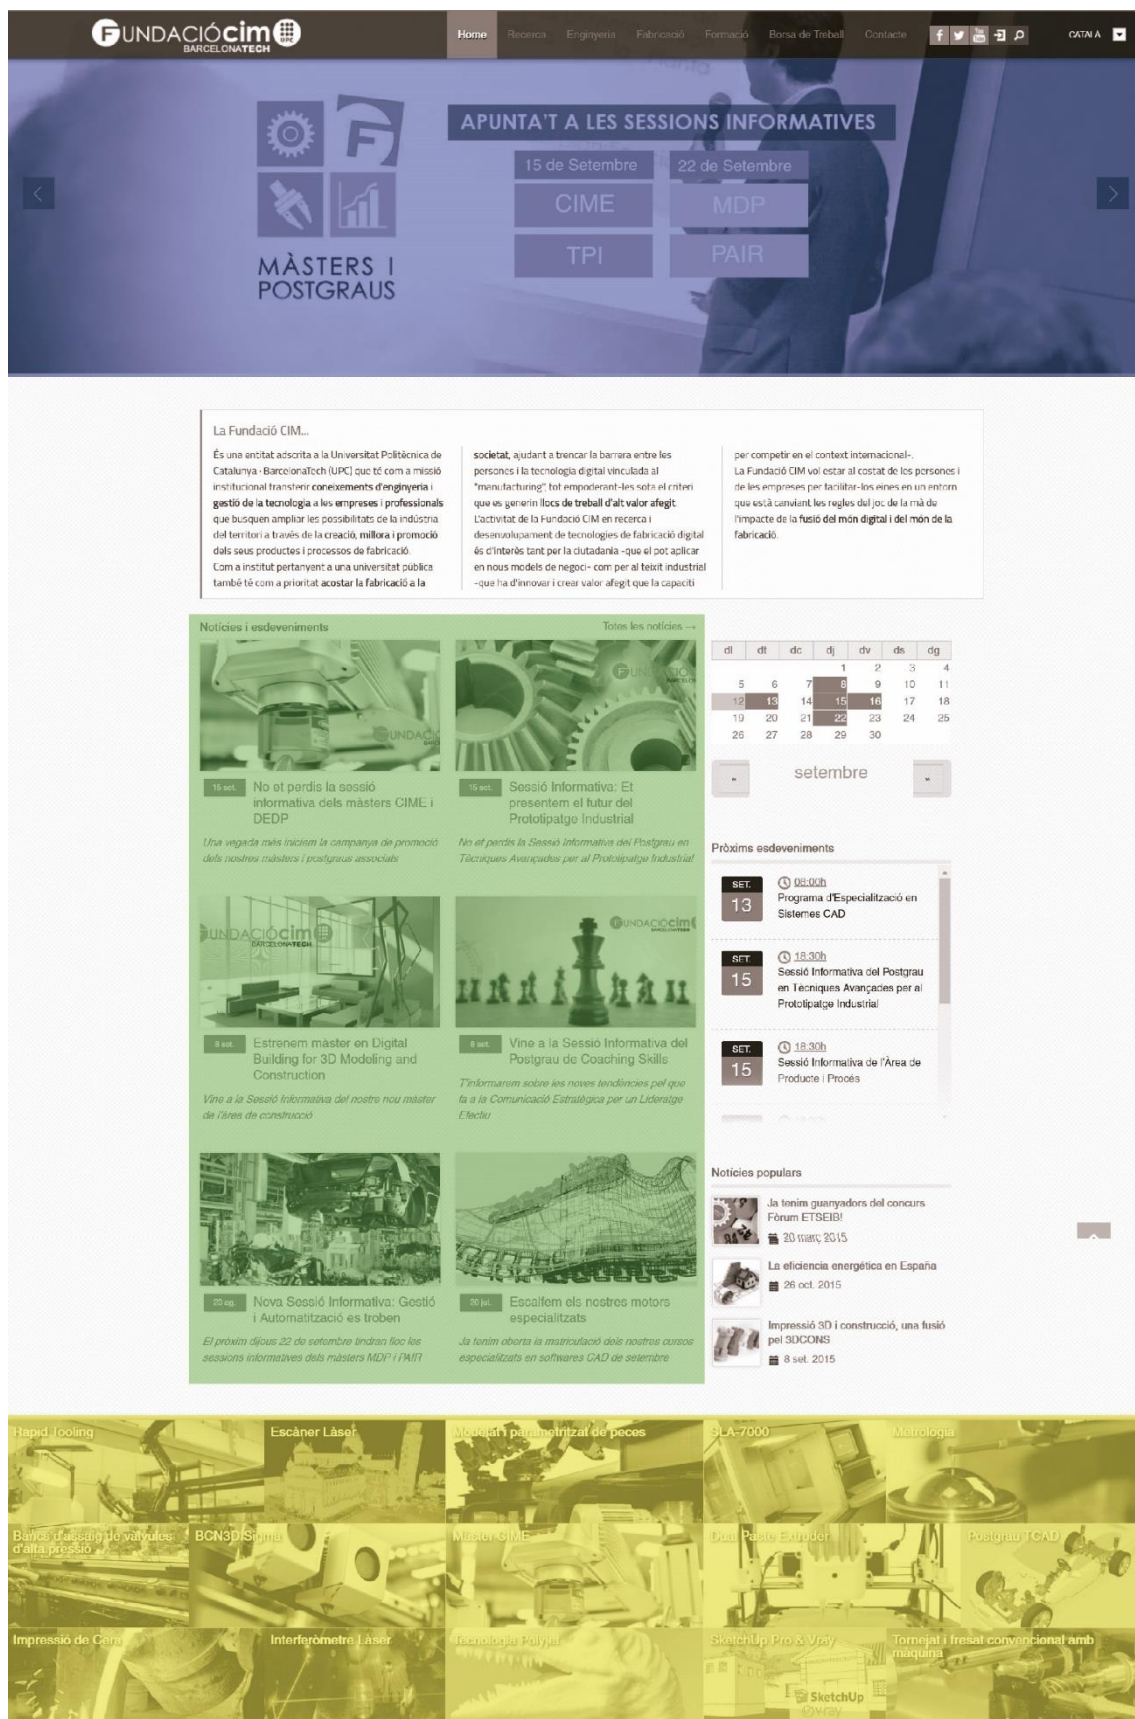 FUNDACIÓ cim UPC
BARCELONATECH
Home Recerca Enginyeria Fabricació Formació Borsa de Treball Contacte
CATALÀ
APUNTA'T A LES SESSIONS INFORMATIVES
15 de Setembre 22 de Setembre
CIME MDP
TPI PAIR
MÀSTERS I
POSTGRAUS
La Fundació CIM...
És una entitat adscrita a la Universitat Politècnica de
Catalunya · BarcelonaTech (UPC) que té com a missió
institucional transferir coneixements d'enginyeria i
gestió de la tecnologia a les empreses i professionals
que busquen ampliar les possibilitats de la indústria
del territori a través de la creació, millora i promoció
dels seus productes i processos de fabricació.
Com a institut pertanyent a una universitat pública
també té com a prioritat acostar la fabricació a la
societat, ajudant a trencar la barrera entre les
persones i la tecnologia digital vinculada al
"manufacturing", tot empoderant-les sota el criteri
que es generin llocs de treball d'alt valor afegit.
L'activitat de la Fundació CIM en recerca i
desenvolupament de tecnologies de fabricació digital
és d'interès tant per la ciutadania -que el pot aplicar
en nous models de negoci- com per al teixit industrial
-que ha d'innovar i crear valor afegit que la capaciti
per competir en el context internacional-.
La Fundació CIM vol estar al costat de les persones i
de les empreses per facilitar-los eines en un entorn
que està canviant les regles del joc de la mà de
l'impacte de la fusió del món digital i del món de la
fabricació.
Notícies i esdeveniments Totes les notícies →
15 set. No et perdis la sessió
informativa dels màsters CIME i
DEDP
Una vegada més iniciem la campanya de promoció
dels nostres màsters i postgraus associats
15 set. Sessió Informativa: Et
presentem el futur del
Prototipatge Industrial
No et perdis la Sessió Informativa del Postgrau en
Tècniques Avançades per al Prototipatge Industrial
FUNDACIÓ cim
BARCELONATECH
8 set. Estrenem màster en Digital
Building for 3D Modeling and
Construction
Vine a la Sessió Informativa del nostre nou màster
de l'àrea de construcció
FUNDACIÓ cim
BARCELONATECH
8 set. Vine a la Sessió Informativa del
Postgrau de Coaching Skills
T'informarem sobre les noves tendències pel que
fa a la Comunicació Estratègica per un Lideratge
Efectiu
20 ag. Nova Sessió Informativa: Gestió
i Automatització es troben
El pròxim dijous 22 de setembre tindran lloc les
sessions informatives dels màsters MDP i PAIR
20 jul. Escalfem els nostres motors
especialitzats
Ja tenim oberta la matriculació dels nostres cursos
especialitzats en softwares CAD de setembre
dl dt dc dj dv ds dg
1 2 3 4
5 6 7 8 9 10 11
12 13 14 15 16 17 18
19 20 21 22 23 24 25
26 27 28 29 30
« setembre »
Pròxims esdeveniments
SET. 13
08:00h
Programa d'Especialització en
Sistemes CAD
SET. 15
18:30h
Sessió Informativa del Postgrau
en Tècniques Avançades per al
Prototipatge Industrial
SET. 15
18:30h
Sessió Informativa de l'Àrea de
Producte i Procés
Notícies populars
Ja tenim guanyadors del concurs
Fòrum ETSEIB!
20 març 2015
La eficiencia energética en España
26 oct. 2015
Impressió 3D i construcció, una fusió
pel 3DCONS
8 set. 2015
Rapid Tooling Escàner Làser Modelat i parametritzat de peces SLA-7000 Metrologia
Bancs d'assaig de vàlvules
d'alta pressió
BCN3D Sigma Màster CIME Dual Paste Extruder Postgrau TCAD
Impressió de Cera Interferòmetre Làser Tecnologia Polyjet SketchUp Pro & Vray Tornejat i fresat convencional amb
màquina
SketchUp
V-ray